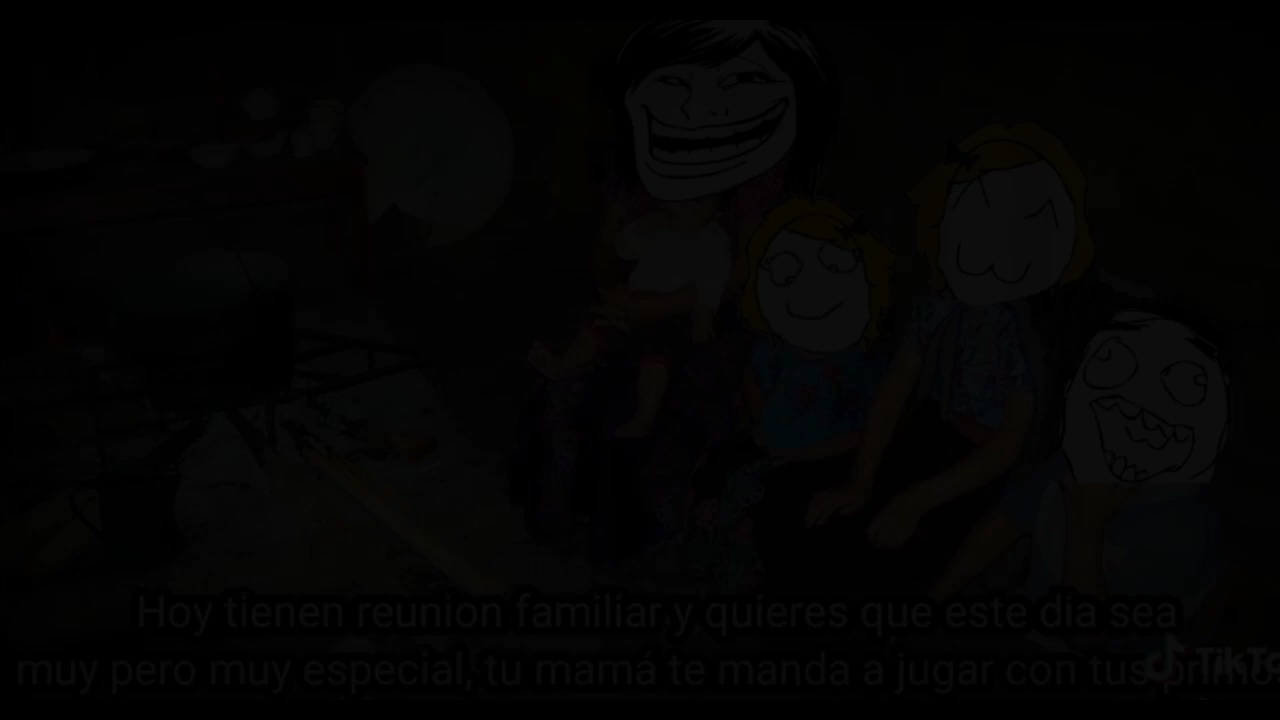 Hoy tienen reunion familiar y quieres que este dia sea
muy pero muy especial, tu mamá te manda a jugar con tus
TikTo